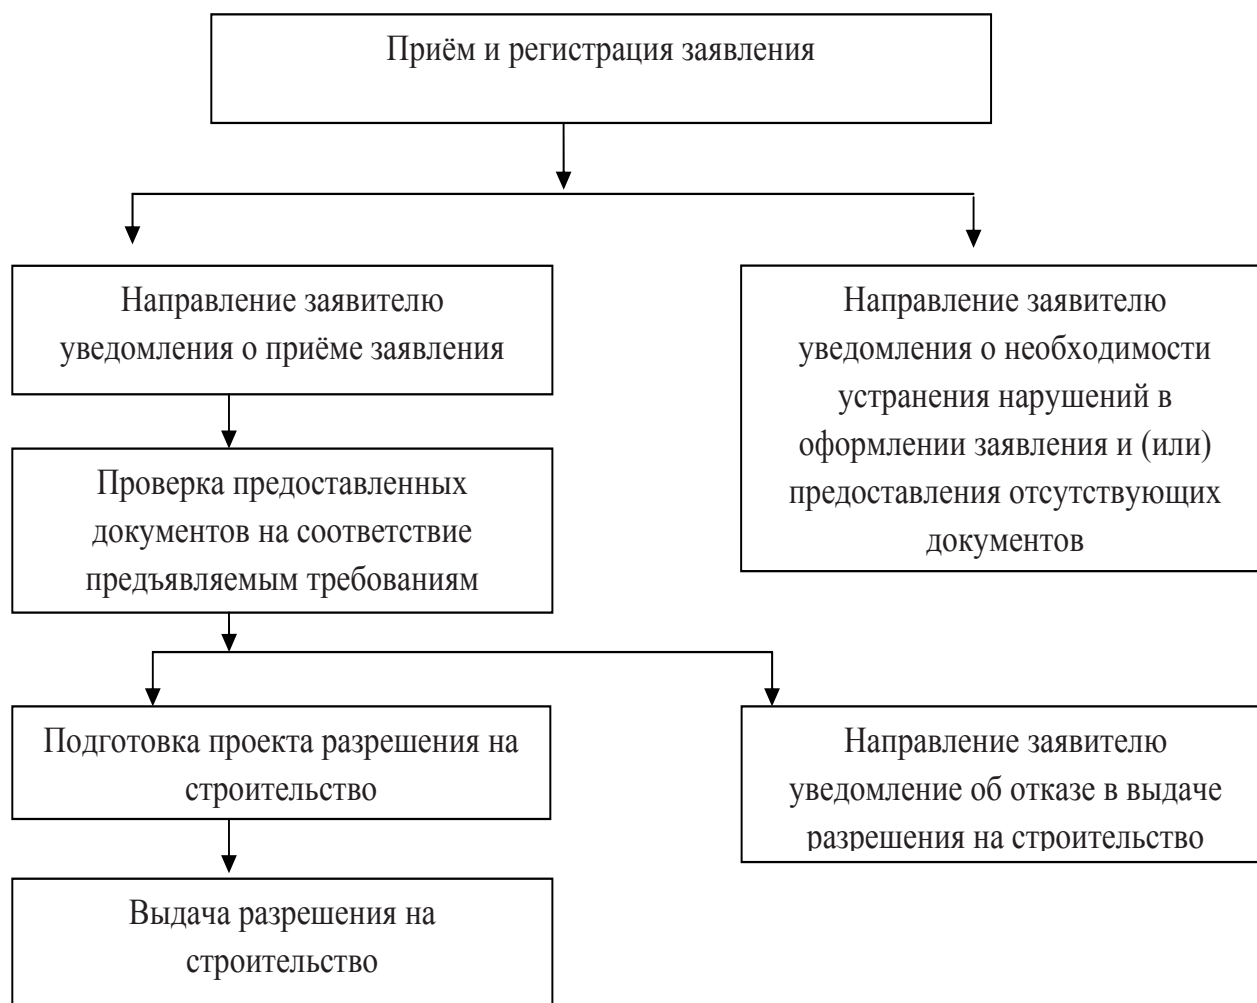 Приём и регистрация заявления
Направление заявителю
уведомления о приёме заявления
Направление заявителю
уведомления о необходимости
устранения нарушений в
оформлении заявления и (или)
предоставления отсутствующих
документов
Проверка предоставленных
документов на соответствие
предъявляемым требованиям
Подготовка проекта разрешения на
строительство
Направление заявителю
уведомление об отказе в выдаче
разрешения на строительство
Выдача разрешения на
строительство